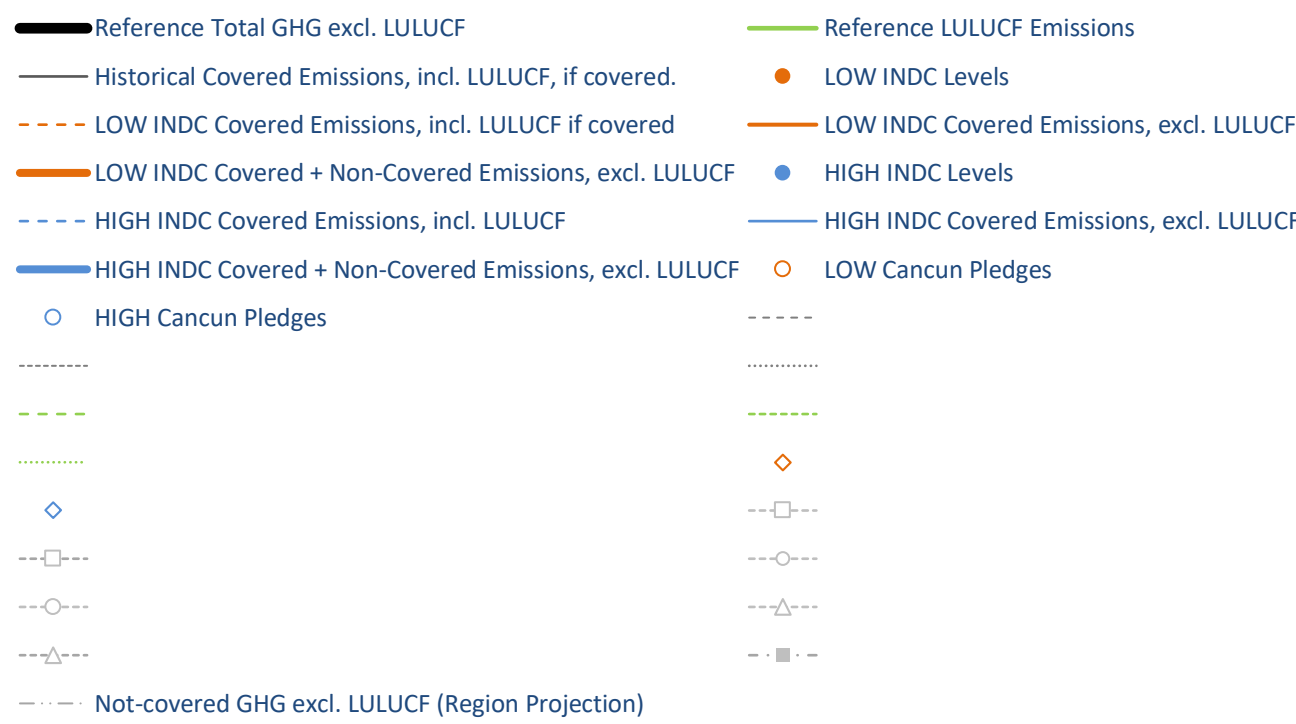 Reference Total GHG excl. LULUCF
Reference LULUCF Emissions
Historical Covered Emissions, incl. LULUCF, if covered.
LOW INDC Levels
LOW INDC Covered Emissions, incl. LULUCF if covered
LOW INDC Covered Emissions, excl. LULUCF
LOW INDC Covered + Non-Covered Emissions, excl. LULUCF
HIGH INDC Levels
HIGH INDC Covered Emissions, incl. LULUCF
HIGH INDC Covered Emissions, excl. LULUCF
HIGH INDC Covered + Non-Covered Emissions, excl. LULUCF
LOW Cancun Pledges
HIGH Cancun Pledges
Not-covered GHG excl. LULUCF (Region Projection)